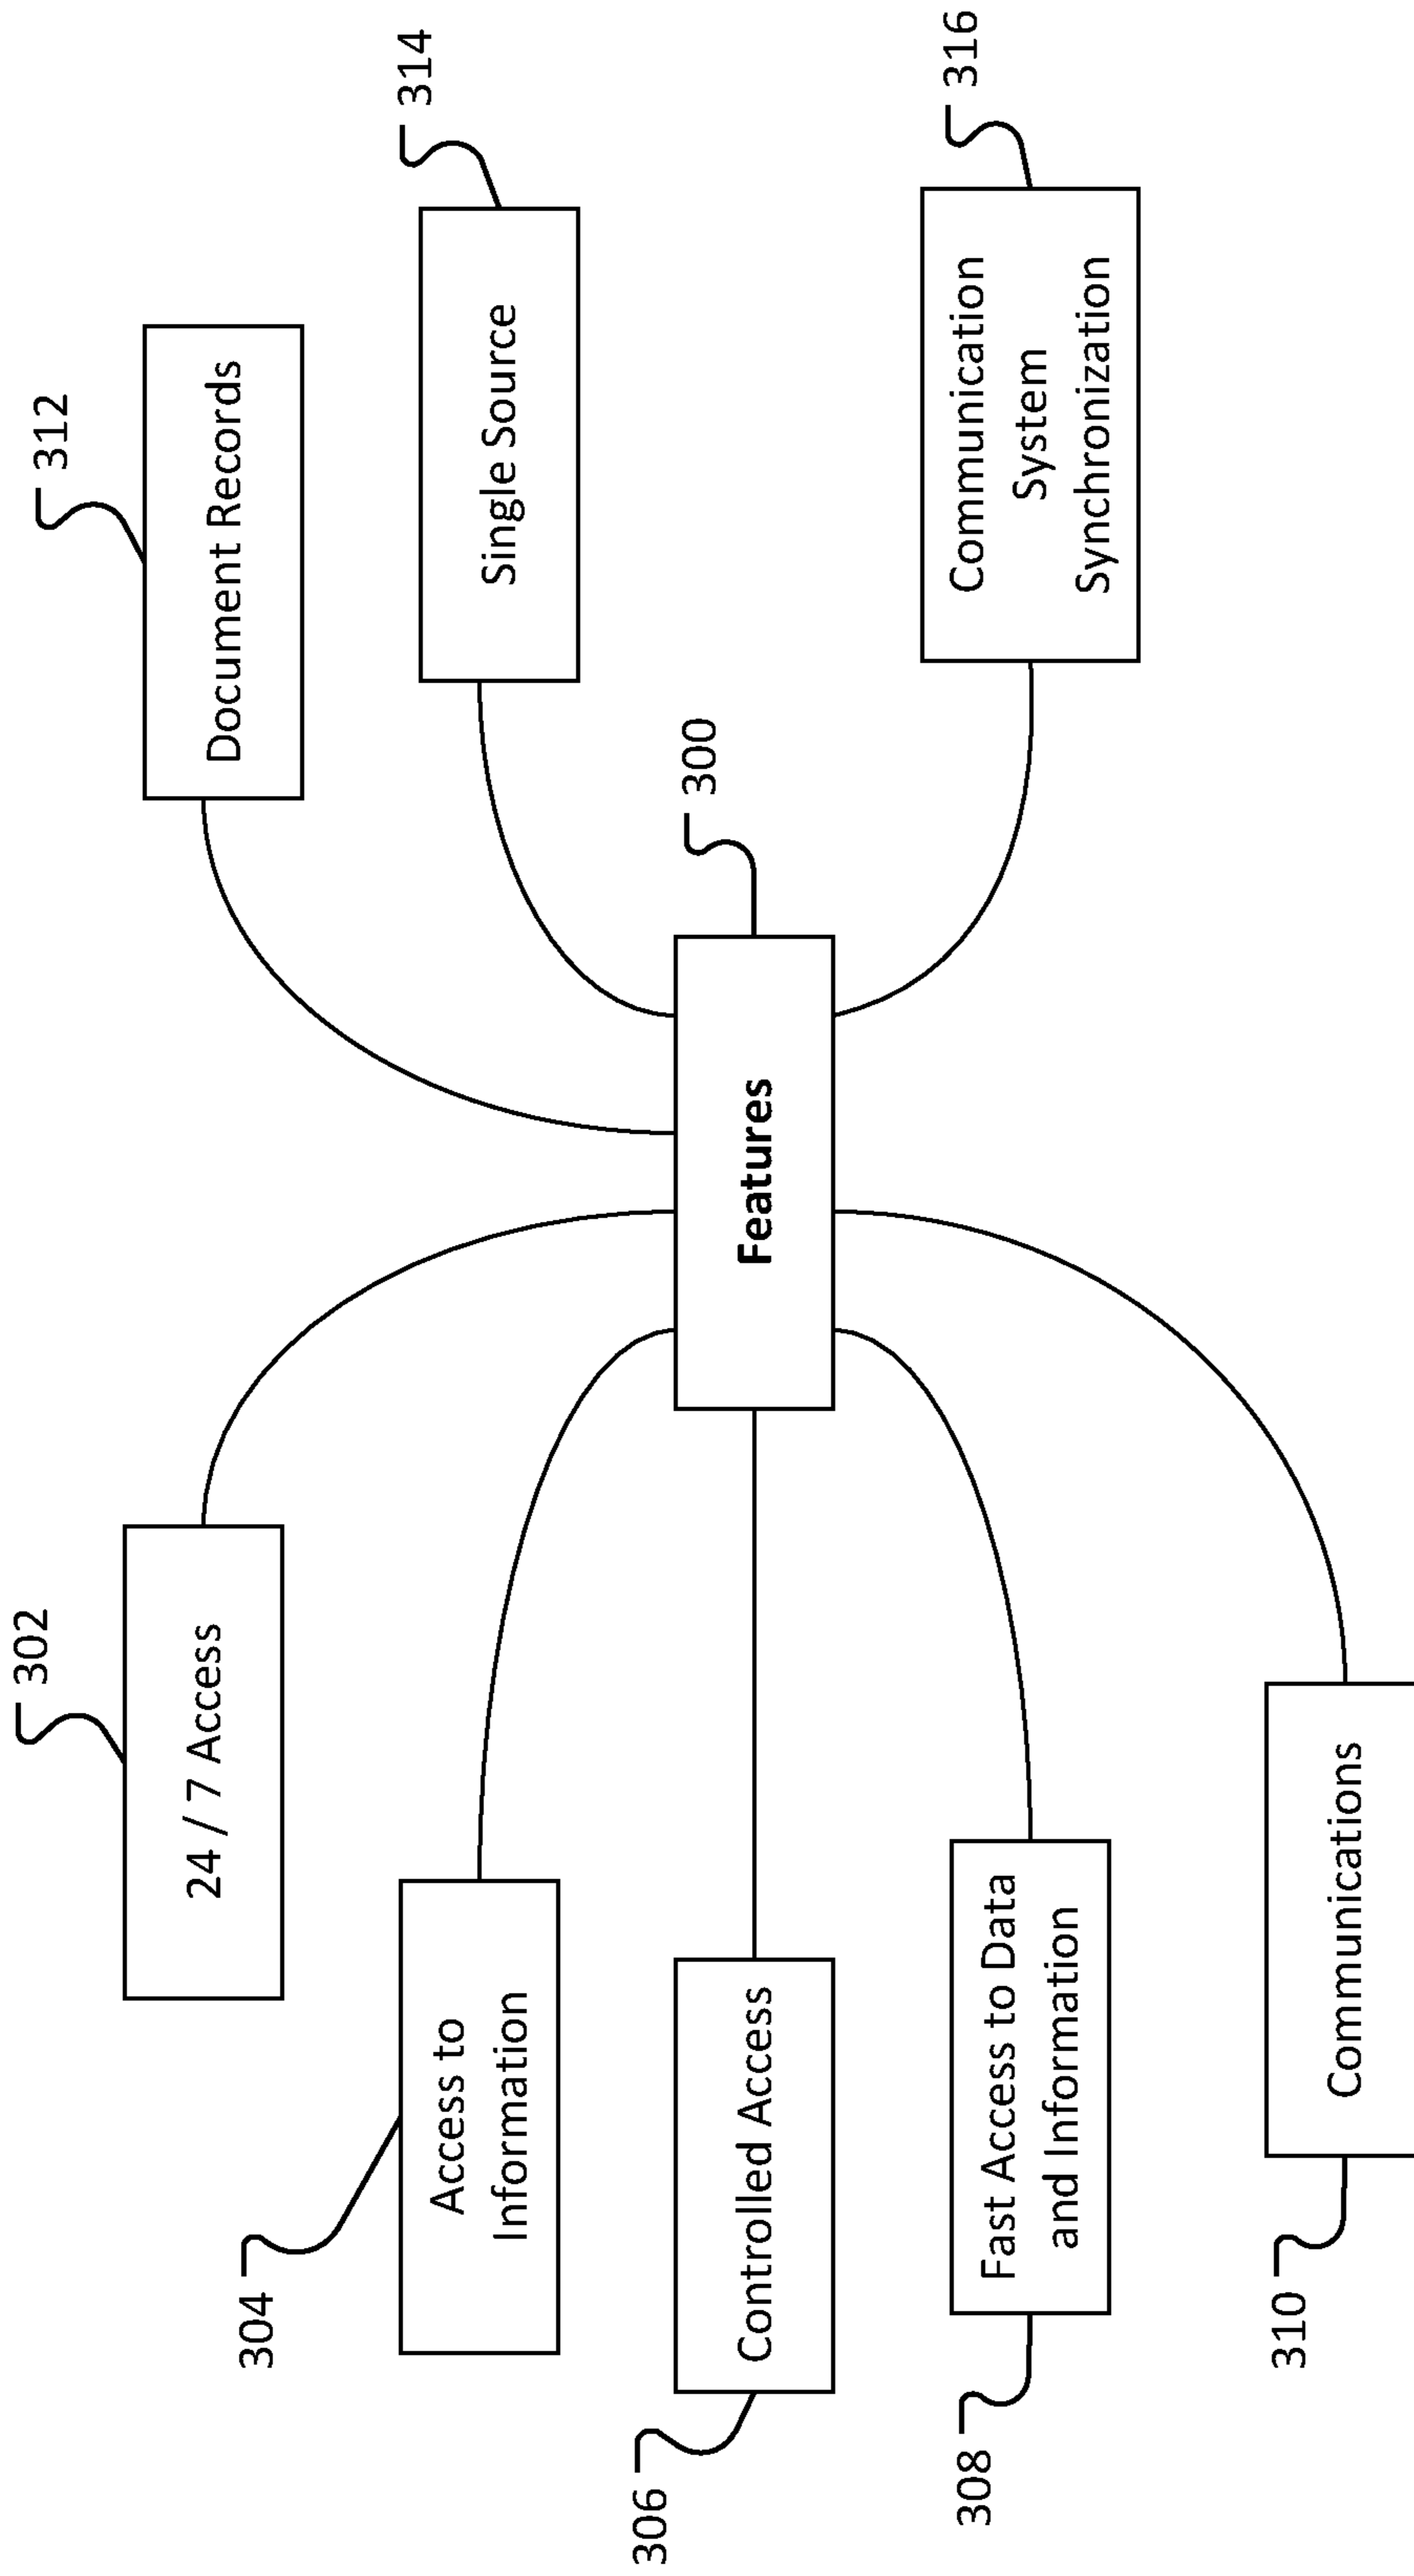 302
24 / 7 Access
304
Access to
Information
306
Controlled Access
308
Fast Access to Data
and Information
310
Communications
Features
300
312
Document Records
314
Single Source
316
Communication
System
Synchronization